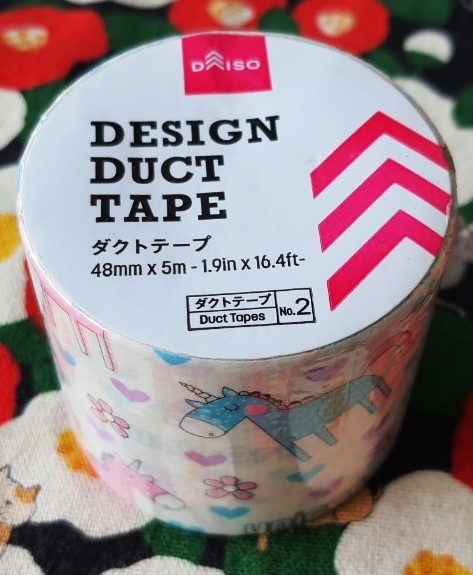 DAISO
DESIGN
DUCT
TAPE
ダクトテープ
48mm x 5m - 1.9in x 16.4ft-
ダクトテープ
Duct Tapes
No.2